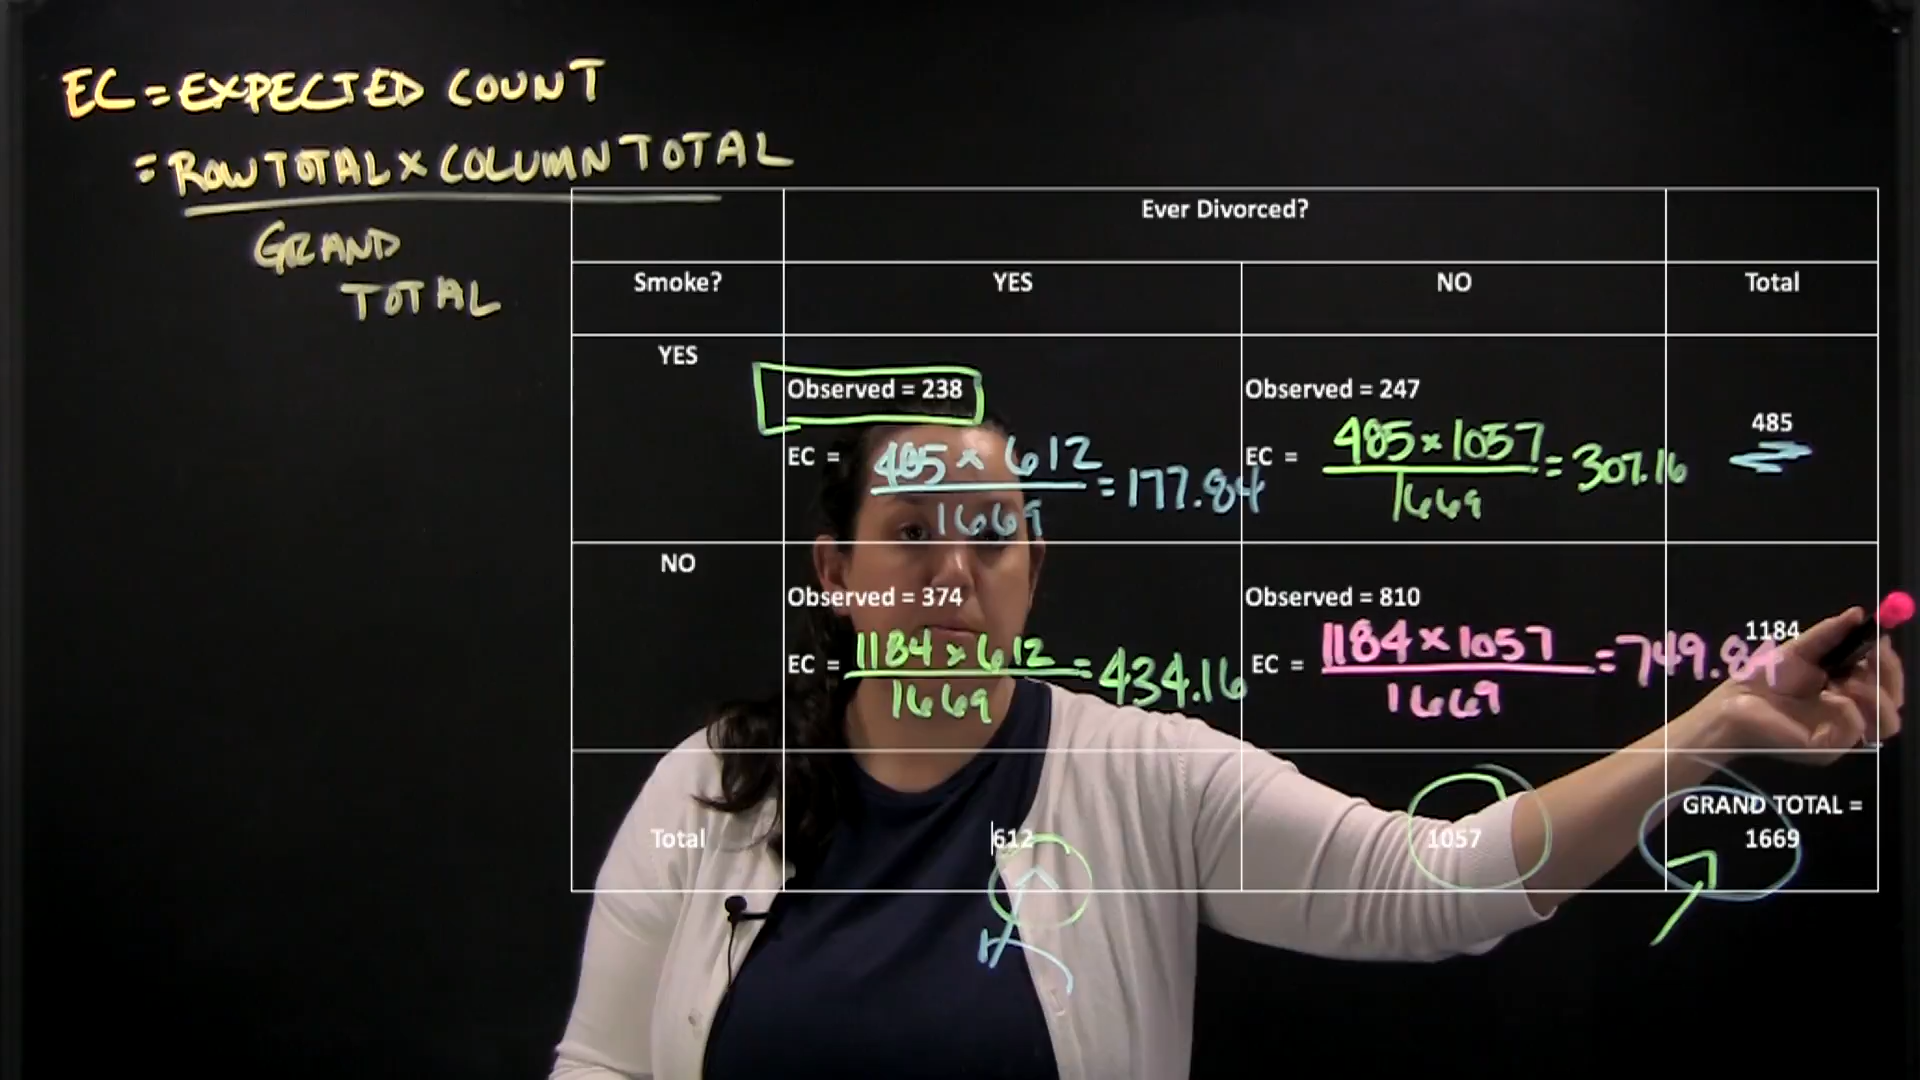 EC = EXPECTED COUNT
= ROW TOTAL x COLUMN TOTAL
GRAND
TOTAL
Ever Divorced?
Smoke? YES NO Total
YES
Observed = 238 Observed = 247
485
EC = 485 x 612 = 177.84 EC = 485 x 1057 = 307.16
1669 1669
NO
Observed = 374 Observed = 810
1184
EC = 1184 x 612 = 434.16 EC = 1184 x 1057 = 749.84
1669 1669
GRAND TOTAL =
Total 612 1057 1669